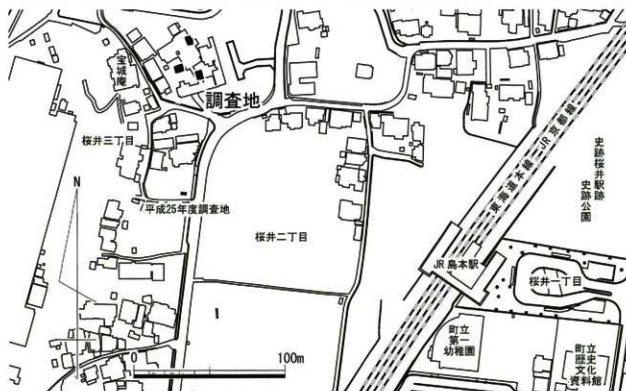 宝城庵
調査地
桜井三丁目
N
平成25年度調査地
桜井二丁目
東海道本線
JR京都線
史跡桜井駅跡
史跡公園
JR島本駅
桜井一丁目
町立
第一
幼稚園
町立
歴史
文化
資料館
0
100m